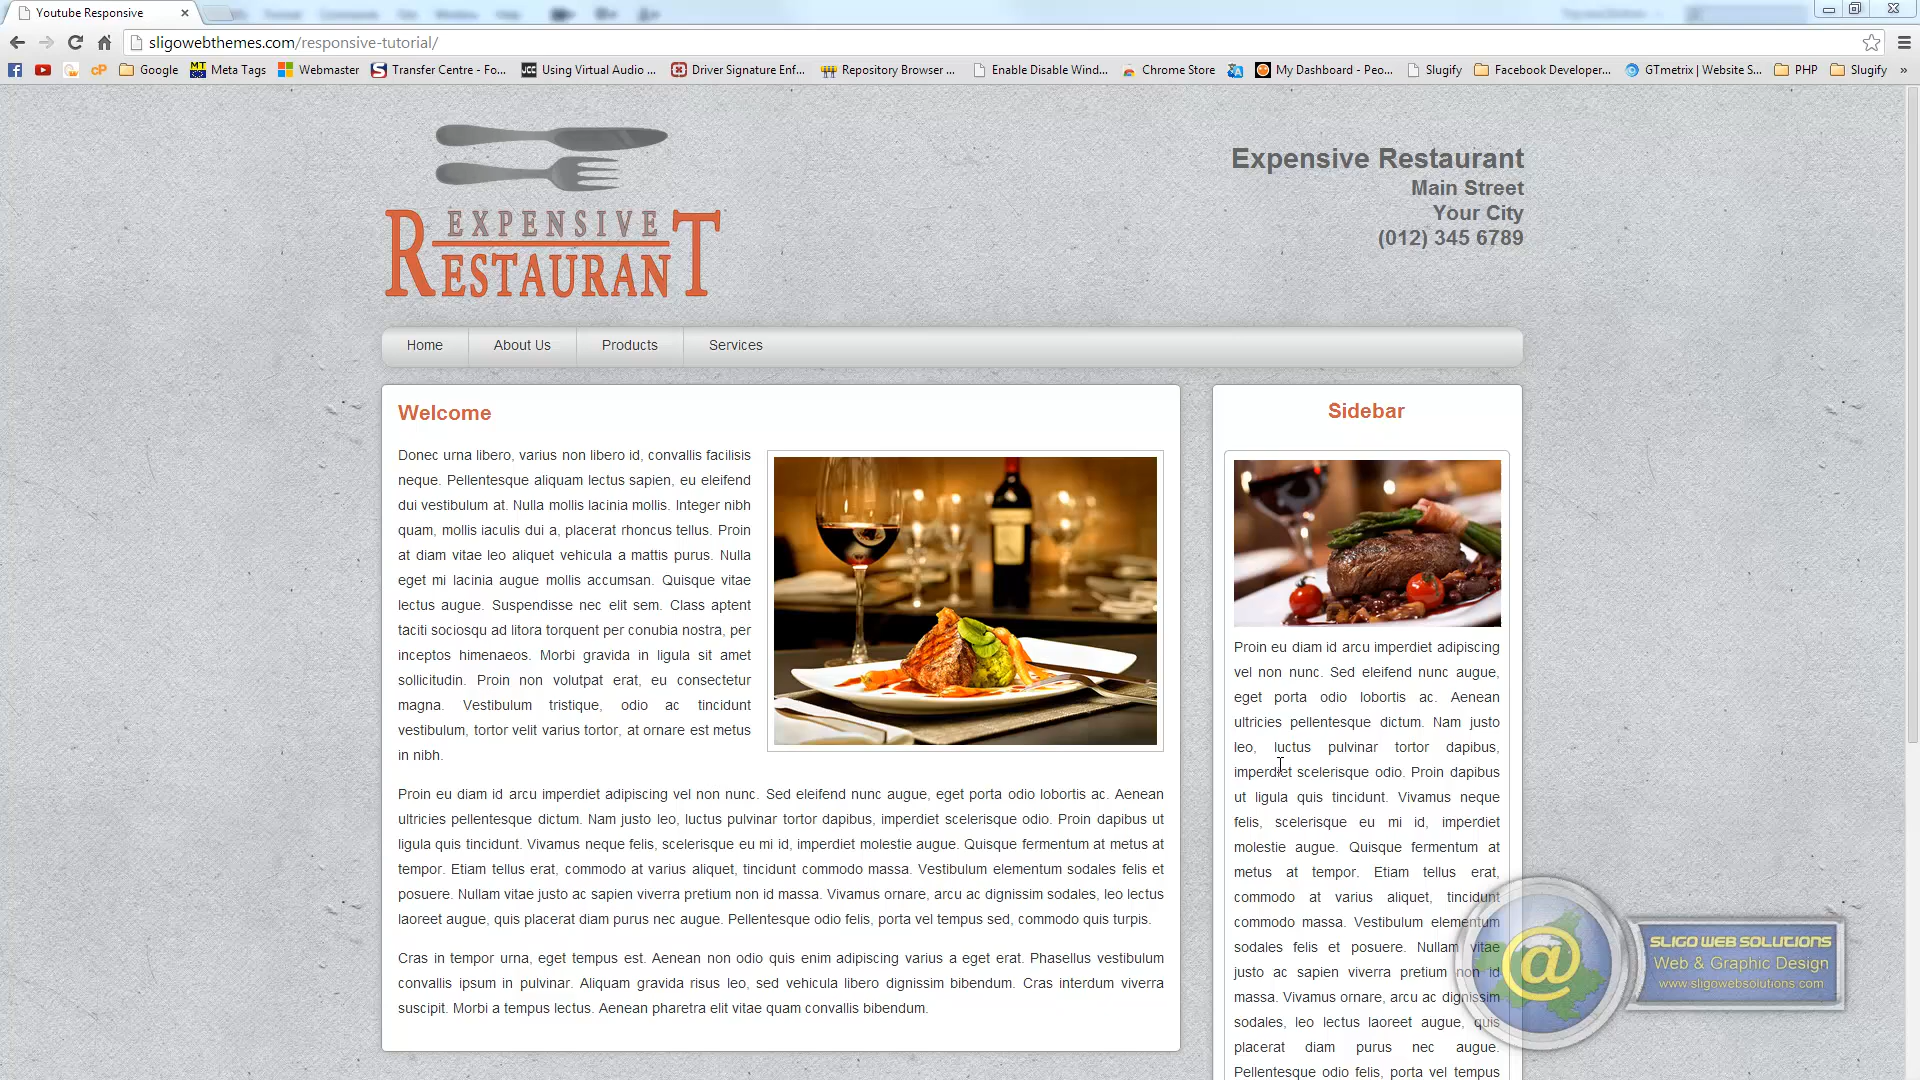 Youtube Responsive
sligowebthemes.com/responsive-tutorial/
Google
Meta Tags
Webmaster
Transfer Centre - Fo...
Using Virtual Audio ...
Driver Signature Enf...
Repository Browser ...
Enable Disable Wind...
Chrome Store
My Dashboard - Peo...
Slugify
Facebook Developer...
GTmetrix | Website S...
PHP
Slugify
»
EXPENSIVE
RESTAURANT
Expensive Restaurant
Main Street
Your City
(012) 345 6789
Home
About Us
Products
Services
Welcome
Donec urna libero, varius non libero id, convallis facilisis
neque. Pellentesque aliquam lectus sapien, eu eleifend
dui vestibulum at. Nulla mollis lacinia mollis. Integer nibh
quam, mollis iaculis dui a, placerat rhoncus tellus. Proin
at diam vitae leo aliquet vehicula a mattis purus. Nulla
eget mi lacinia augue mollis accumsan. Quisque vitae
lectus augue. Suspendisse nec elit sem. Class aptent
taciti sociosqu ad litora torquent per conubia nostra, per
inceptos himenaeos. Morbi gravida in ligula sit amet
sollicitudin. Proin non volutpat erat, eu consectetur
magna. Vestibulum tristique, odio ac tincidunt
vestibulum, tortor velit varius tortor, at ornare est metus
in nibh.
Proin eu diam id arcu imperdiet adipiscing vel non nunc. Sed eleifend nunc augue, eget porta odio lobortis ac. Aenean
ultricies pellentesque dictum. Nam justo leo, luctus pulvinar tortor dapibus, imperdiet scelerisque odio. Proin dapibus ut
ligula quis tincidunt. Vivamus neque felis, scelerisque eu mi id, imperdiet molestie augue. Quisque fermentum at metus at
tempor. Etiam tellus erat, commodo at varius aliquet, tincidunt commodo massa. Vestibulum elementum sodales felis et
posuere. Nullam vitae justo ac sapien viverra pretium non id massa. Vivamus ornare, arcu ac dignissim sodales, leo lectus
laoreet augue, quis placerat diam purus nec augue. Pellentesque odio felis, porta vel tempus sed, commodo quis turpis.
Cras in tempor urna, eget tempus est. Aenean non odio quis enim adipiscing varius a eget erat. Phasellus vestibulum
convallis ipsum in pulvinar. Aliquam gravida risus leo, sed vehicula libero dignissim bibendum. Cras interdum viverra
suscipit. Morbi a tempus lectus. Aenean pharetra elit vitae quam convallis bibendum.
Sidebar
Proin eu diam id arcu imperdiet adipiscing
vel non nunc. Sed eleifend nunc augue,
eget porta odio lobortis ac. Aenean
ultricies pellentesque dictum. Nam justo
leo, luctus pulvinar tortor dapibus,
imperdiet scelerisque odio. Proin dapibus
ut ligula quis tincidunt. Vivamus neque
felis, scelerisque eu mi id, imperdiet
molestie augue. Quisque fermentum at
metus at tempor. Etiam tellus erat,
commodo at varius aliquet, tincidunt
commodo massa. Vestibulum elementum
sodales felis et posuere. Nullam vitae
justo ac sapien viverra pretium non id
massa. Vivamus ornare, arcu ac dignissim
sodales, leo lectus laoreet augue, quis
placerat diam purus nec augue.
Pellentesque odio felis, porta vel tempus
@
SLIGO WEB SOLUTIONS
Web & Graphic Design
www.sligowebsolutions.com